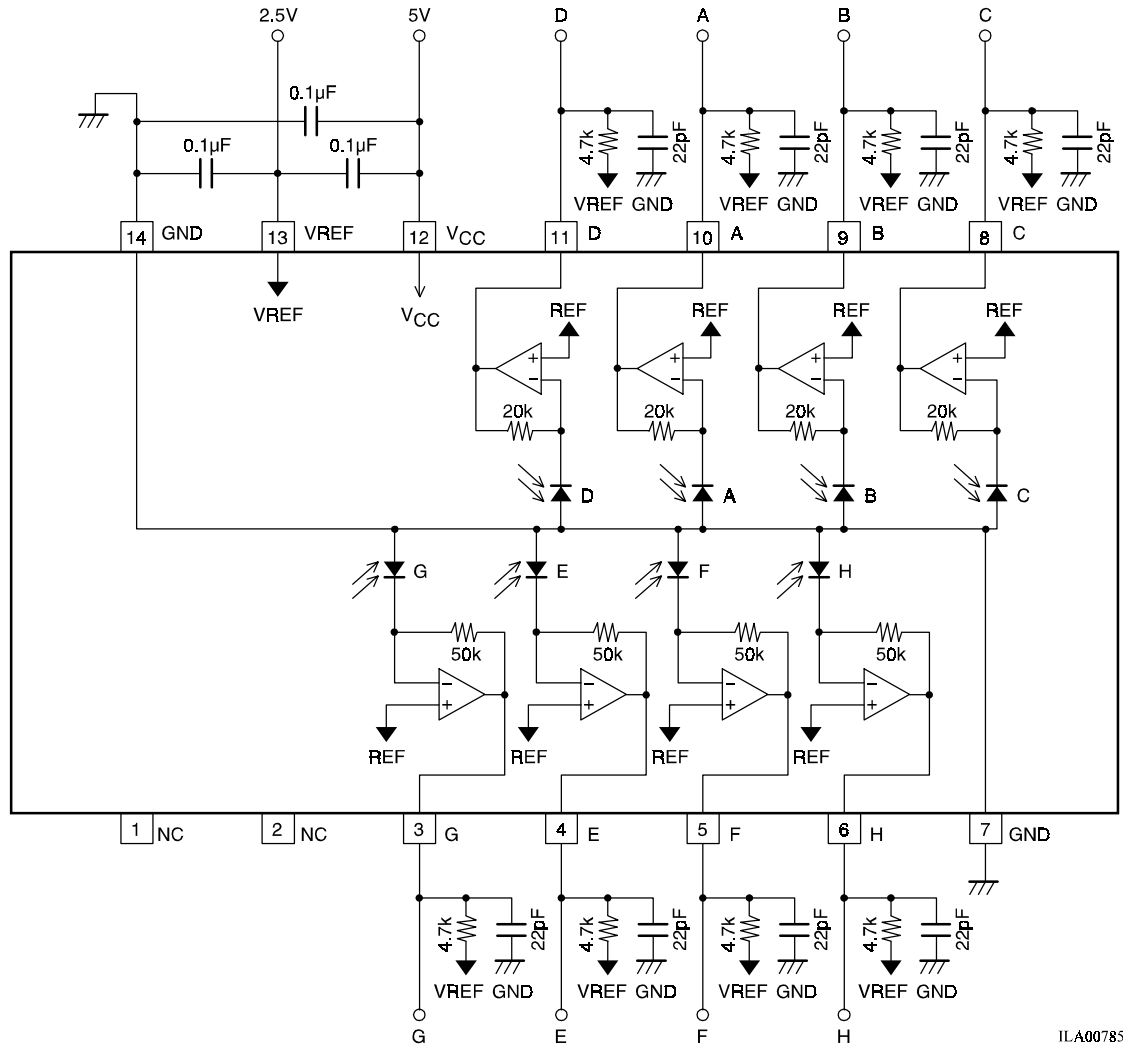 2.5V 5V D A B C
0.1µF
0.1µF 0.1µF
4.7k 22pF 4.7k 22pF 4.7k 22pF 4.7k 22pF
VREF GND VREF GND VREF GND VREF GND
14 GND 13 VREF 12 VCC 11 D 10 A 9 B 8 C
VREF VCC
REF REF REF REF
+ + + +
− − − −
20k 20k 20k 20k
D A B C
G E F H
50k 50k 50k 50k
− − − −
+ + + +
REF REF REF REF
1 NC 2 NC 3 G 4 E 5 F 6 H 7 GND
4.7k 22pF 4.7k 22pF 4.7k 22pF 4.7k 22pF
VREF GND VREF GND VREF GND VREF GND
G E F H
ILA00785